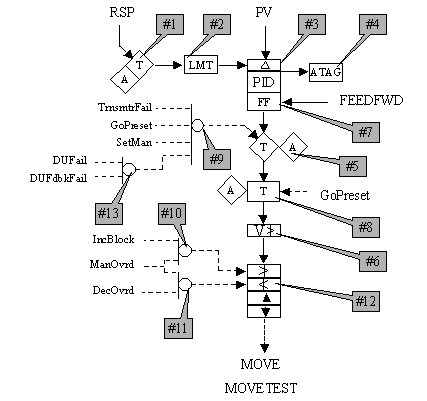 RSP
PV
#1
#2
#3
#4
T
A
LMT
Δ
ATAG
PID
FF
FEEDFWD
TrnsmtrFail
GoPreset
SetMan
#7
#9
T
A
#5
DUFail
DUFdbkFail
#13
A
T
GoPreset
#10
#8
IncBlock
V
>
#6
ManOvrd
>
<
DecOvrd
#12
#11
MOVE
MOVETEST